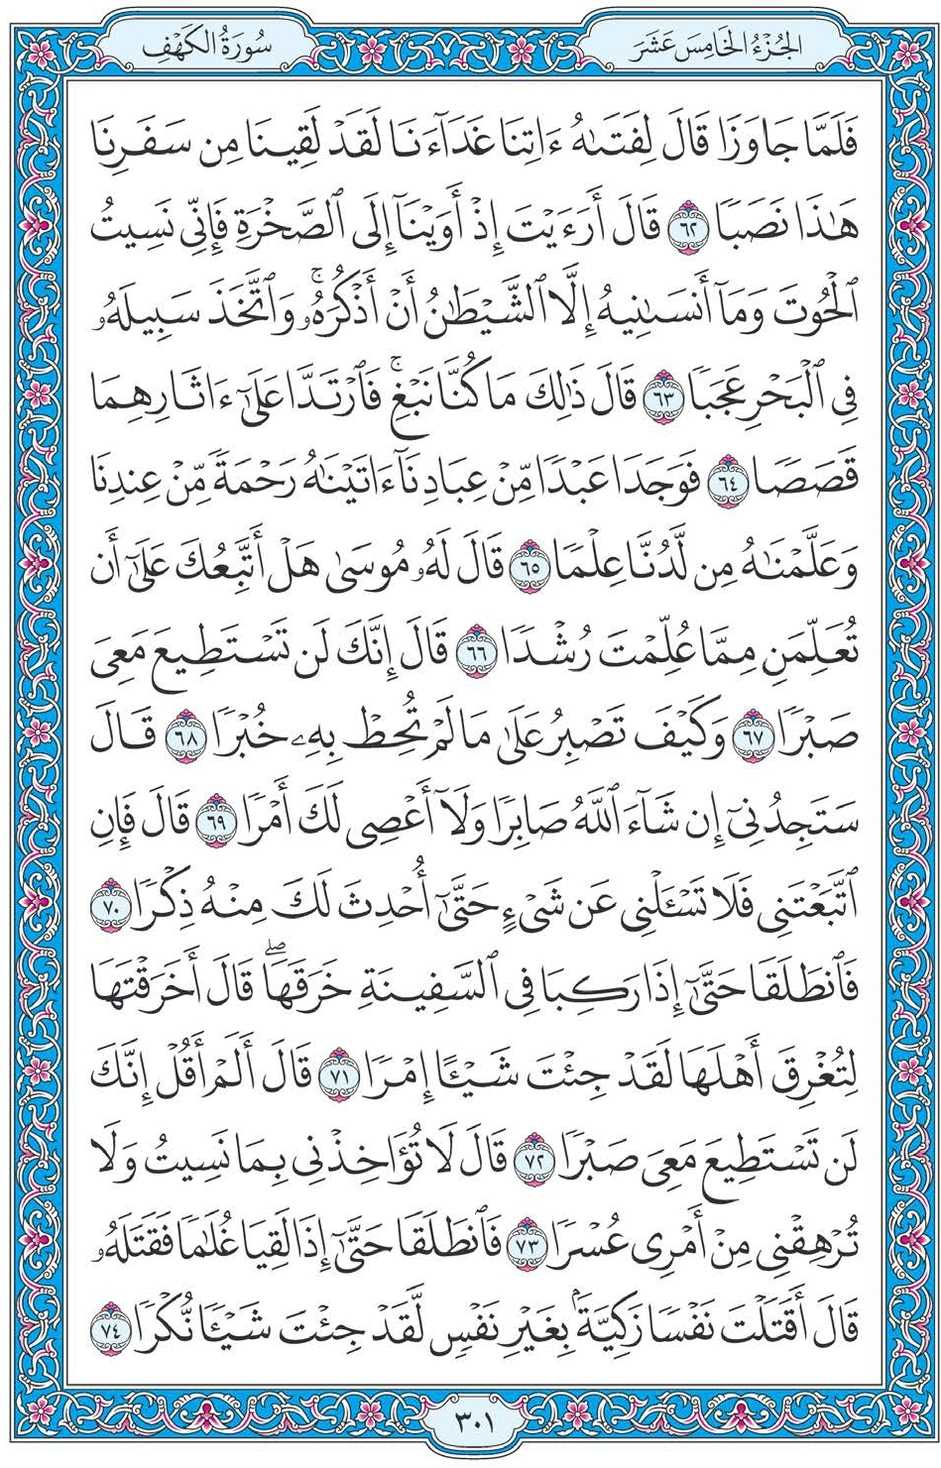 سُورَةُ الكَهْفِ
الجُزْءُ الخَامِسَ عَشَرَ
فَلَمَّا جَاوَزَا قَالَ لِفَتَىٰهُ ءَاتِنَا غَدَآءَنَا لَقَدْ لَقِينَا مِن سَفَرِنَا
هَٰذَا نَصَبٗا ٦٢ قَالَ أَرَءَيْتَ إِذْ أَوَيْنَآ إِلَى ٱلصَّخْرَةِ فَإِنِّي نَسِيتُ
ٱلْحُوتَ وَمَآ أَنسَىٰنِيهُ إِلَّا ٱلشَّيْطَٰنُ أَنْ أَذْكُرَهُۥۚ وَٱتَّخَذَ سَبِيلَهُۥ
فِي ٱلْبَحْرِ عَجَبٗا ٦٣ قَالَ ذَٰلِكَ مَا كُنَّا نَبْغِۚ فَٱرْتَدَّا عَلَىٰٓ ءَاثَارِهِمَا
قَصَصٗا ٦٤ فَوَجَدَا عَبْدٗا مِّنْ عِبَادِنَآ ءَاتَيْنَٰهُ رَحْمَةٗ مِّنْ عِندِنَا
وَعَلَّمْنَٰهُ مِن لَّدُنَّا عِلْمٗا ٦٥ قَالَ لَهُۥ مُوسَىٰ هَلْ أَتَّبِعُكَ عَلَىٰٓ أَن
تُعَلِّمَنِ مِمَّا عُلِّمْتَ رُشْدٗا ٦٦ قَالَ إِنَّكَ لَن تَسْتَطِيعَ مَعِيَ
صَبْرٗا ٦٧ وَكَيْفَ تَصْبِرُ عَلَىٰ مَا لَمْ تُحِطْ بِهِۦ خُبْرٗا ٦٨ قَالَ
سَتَجِدُنِيٓ إِن شَآءَ ٱللَّهُ صَابِرٗا وَلَآ أَعْصِي لَكَ أَمْرٗا ٦٩ قَالَ فَإِنِ
ٱتَّبَعْتَنِي فَلَا تَسْـَٔلْنِي عَن شَيْءٍ حَتَّىٰٓ أُحْدِثَ لَكَ مِنْهُ ذِكْرٗا ٧٠
فَٱنطَلَقَا حَتَّىٰٓ إِذَا رَكِبَا فِي ٱلسَّفِينَةِ خَرَقَهَاۖ قَالَ أَخَرَقْتَهَا
لِتُغْرِقَ أَهْلَهَا لَقَدْ جِئْتَ شَيْـًٔا إِمْرٗا ٧١ قَالَ أَلَمْ أَقُلْ إِنَّكَ
لَن تَسْتَطِيعَ مَعِيَ صَبْرٗا ٧٢ قَالَ لَا تُؤَاخِذْنِي بِمَا نَسِيتُ وَلَا
تُرْهِقْنِي مِنْ أَمْرِي عُسْرٗا ٧٣ فَٱنطَلَقَا حَتَّىٰٓ إِذَا لَقِيَا غُلَٰمٗا فَقَتَلَهُۥ
قَالَ أَقَتَلْتَ نَفْسٗا زَكِيَّةَۢ بِغَيْرِ نَفْسٖ لَّقَدْ جِئْتَ شَيْـٔٗا نُّكْرٗا ٧٤
٣٠١